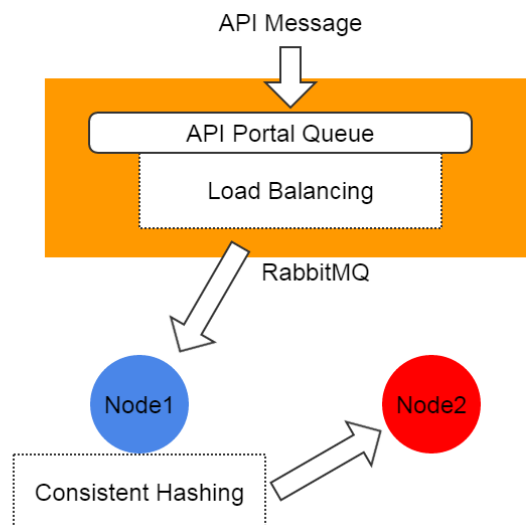 API Message
API Portal Queue
Load Balancing
RabbitMQ
Node1
Node2
Consistent Hashing